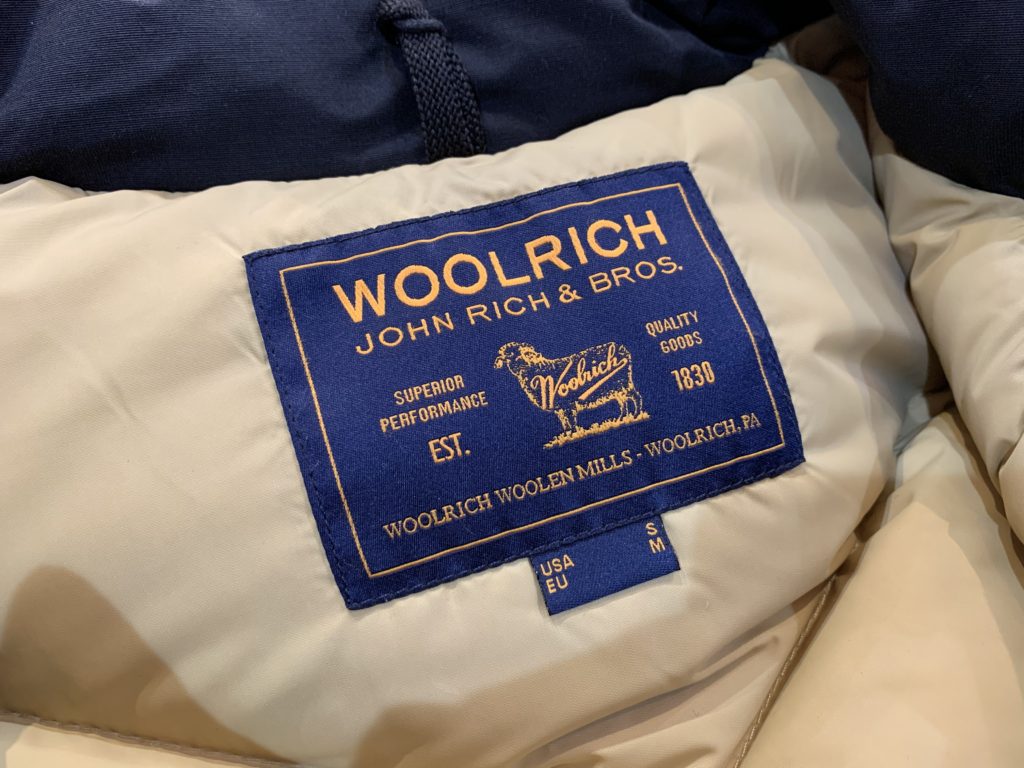 WOOLRICH
JOHN RICH & BROS.
SUPERIOR
PERFORMANCE
EST.
Woolrich
QUALITY
GOODS
1830
WOOLRICH WOOLEN MILLS - WOOLRICH, PA
USA S
EU M